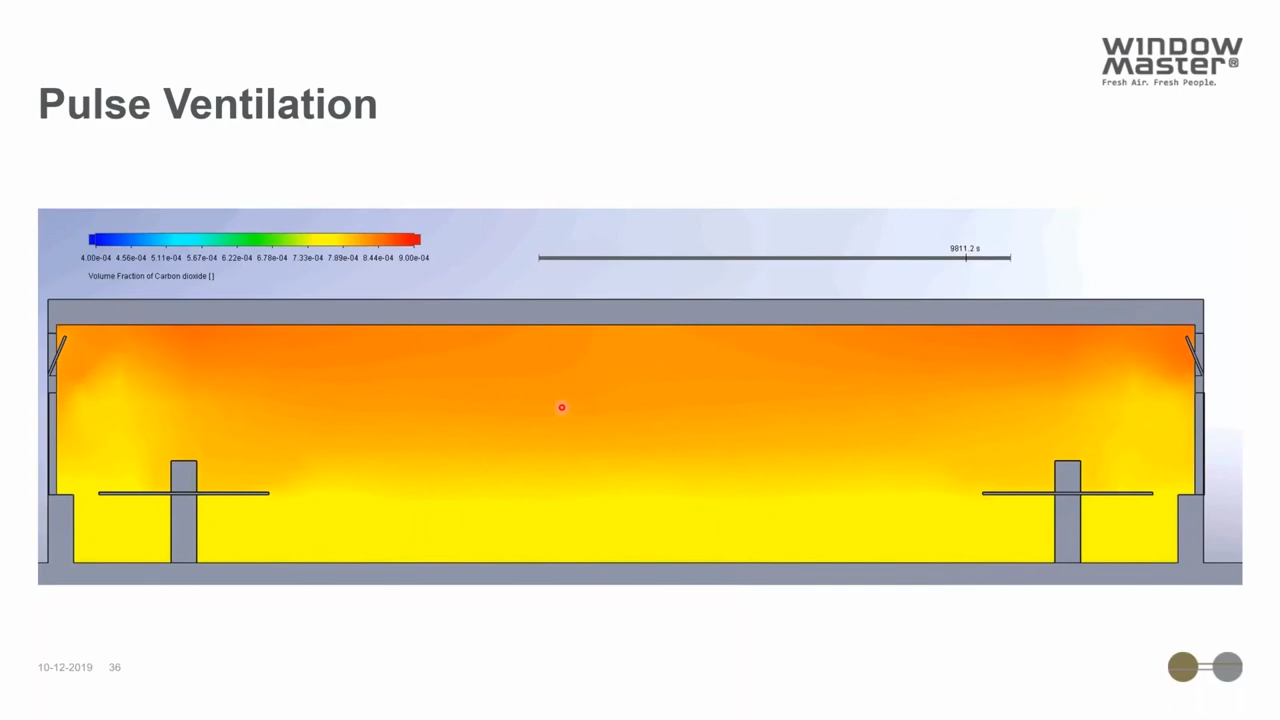 WINDOW
Master®
Fresh Air. Fresh People.
Pulse Ventilation
9811.2 s
4.00e-04 4.56e-04 5.11e-04 5.67e-04 6.22e-04 6.78e-04 7.33e-04 7.89e-04 8.44e-04 9.00e-04
Volume Fraction of Carbon dioxide [ ]
10-12-2019 36